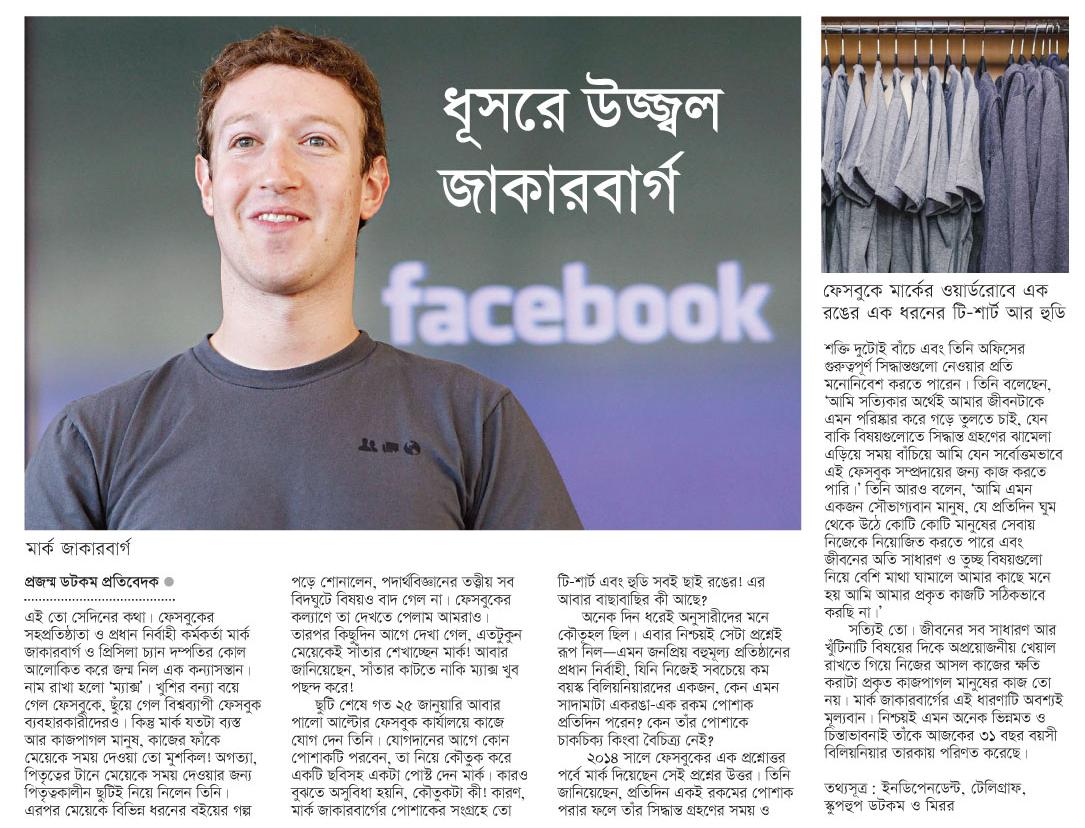 ধূসরে উজ্জ্বল
জাকারবার্গ
facebook
মার্ক জাকারবার্গ
প্রজন্ম ডটকম প্রতিবেদক ●
এই তো সেদিনের কথা। ফেসবুকের
সহপ্রতিষ্ঠাতা ও প্রধান নির্বাহী কর্মকর্তা মার্ক
জাকারবার্গ ও প্রিসিলা চ্যান দম্পতির কোল
আলোকিত করে জন্ম নিল এক কন্যাসন্তান।
নাম রাখা হলো ‘ম্যাক্স’। খুশির বন্যা বয়ে
গেল ফেসবুকে, ছুঁয়ে গেল বিশ্বব্যাপী ফেসবুক
ব্যবহারকারীদেরও। কিন্তু মার্ক যতটা ব্যস্ত
আর কাজপাগল মানুষ, কাজের ফাঁকে
মেয়েকে সময় দেওয়া তো মুশকিল! অগত্যা,
পিতৃত্বের টানে মেয়েকে সময় দেওয়ার জন্য
পিতৃত্বকালীন ছুটিই নিয়ে নিলেন তিনি।
এরপর মেয়েকে বিভিন্ন ধরনের বইয়ের গল্প
পড়ে শোনালেন, পদার্থবিজ্ঞানের তত্ত্বীয় সব
বিদঘুটে বিষয়ও বাদ গেল না। ফেসবুকের
কল্যাণে তা দেখতে পেলাম আমরাও।
তারপর কিছুদিন আগে দেখা গেল, এতটুকুন
মেয়েকেই সাঁতার শেখাচ্ছেন মার্ক! আবার
জানিয়েছেন, সাঁতার কাটতে নাকি ম্যাক্স খুব
পছন্দ করে!
ছুটি শেষে গত ২৫ জানুয়ারি আবার
পালো আল্টোর ফেসবুক কার্যালয়ে কাজে
যোগ দেন তিনি। যোগদানের আগে কোন
পোশাকটি পরবেন, তা নিয়ে কৌতুক করে
একটি ছবিসহ একটা পোস্ট দেন মার্ক। কারও
বুঝতে অসুবিধা হয়নি, কৌতুকটা কী! কারণ,
মার্ক জাকারবার্গের পোশাকের সংগ্রহে তো
টি-শার্ট এবং হুডি সবই ছাই রঙের! এর
আবার বাছাবাছির কী আছে?
অনেক দিন ধরেই অনুসারীদের মনে
কৌতূহল ছিল। এবার নিশ্চয়ই সেটা প্রশ্নেই
রূপ নিল—এমন জনপ্রিয় বহুমূল্য প্রতিষ্ঠানের
প্রধান নির্বাহী, যিনি নিজেই সবচেয়ে কম
বয়স্ক বিলিয়নিয়ারদের একজন, কেন এমন
সাদামাটা একরঙা-এক রকম পোশাক
প্রতিদিন পরেন? কেন তাঁর পোশাকে
চাকচিক্য কিংবা বৈচিত্র্য নেই?
২০১৪ সালে ফেসবুকের এক প্রশ্নোত্তর
পর্বে মার্ক দিয়েছেন সেই প্রশ্নের উত্তর। তিনি
জানিয়েছেন, প্রতিদিন একই রকমের পোশাক
পরার ফলে তাঁর সিদ্ধান্ত গ্রহণের সময় ও
ফেসবুকে মার্কের ওয়ার্ডরোবে এক
রঙের এক ধরনের টি-শার্ট আর হুডি
শক্তি দুটোই বাঁচে এবং তিনি অফিসের
গুরুত্বপূর্ণ সিদ্ধান্তগুলো নেওয়ার প্রতি
মনোনিবেশ করতে পারেন। তিনি বলেছেন,
‘আমি সত্যিকার অর্থেই আমার জীবনটাকে
এমন পরিষ্কার করে গড়ে তুলতে চাই, যেন
বাকি বিষয়গুলোতে সিদ্ধান্ত গ্রহণের ঝামেলা
এড়িয়ে সময় বাঁচিয়ে আমি যেন সর্বোত্তমভাবে
এই ফেসবুক সম্প্রদায়ের জন্য কাজ করতে
পারি।’ তিনি আরও বলেন, ‘আমি এমন
একজন সৌভাগ্যবান মানুষ, যে প্রতিদিন ঘুম
থেকে উঠে কোটি কোটি মানুষের সেবায়
নিজেকে নিয়োজিত করতে পারে এবং
জীবনের অতি সাধারণ ও তুচ্ছ বিষয়গুলো
নিয়ে বেশি মাথা ঘামালে আমার কাছে মনে
হয় আমি আমার প্রকৃত কাজটি সঠিকভাবে
করছি না।’
সত্যিই তো। জীবনের সব সাধারণ আর
খুঁটিনাটি বিষয়ের দিকে অপ্রয়োজনীয় খেয়াল
রাখতে গিয়ে নিজের আসল কাজের ক্ষতি
করাটা প্রকৃত কাজপাগল মানুষের কাজ তো
নয়। মার্ক জাকারবার্গের এই ধারণাটি অবশ্যই
মূল্যবান। নিশ্চয়ই এমন অনেক ভিন্নমত ও
চিন্তাভাবনাই তাঁকে আজকের ৩১ বছর বয়সী
বিলিয়নিয়ার তারকায় পরিণত করেছে।
তথ্যসূত্র : ইনডিপেনডেন্ট, টেলিগ্রাফ,
স্কুপহুপ ডটকম ও মিরর